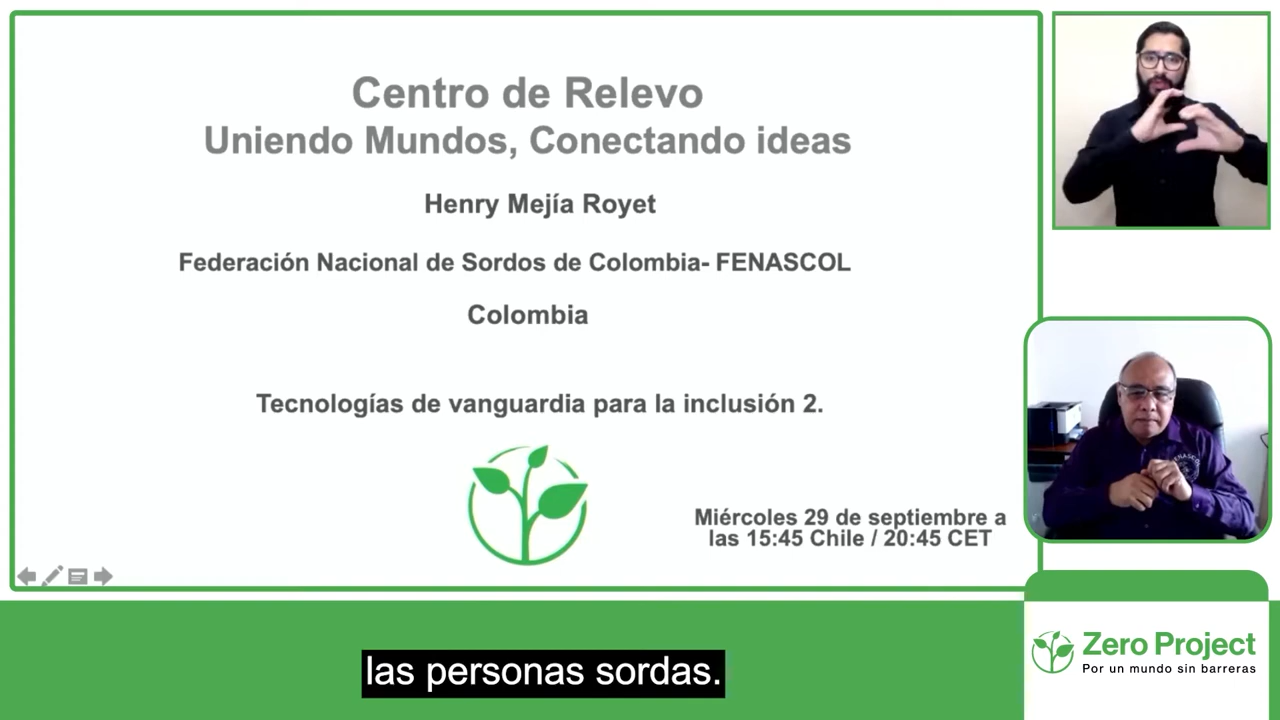 Centro de Relevo
Uniendo Mundos, Conectando ideas
Henry Mejía Royet
Federación Nacional de Sordos de Colombia- FENASCOL
Colombia
Tecnologías de vanguardia para la inclusión 2.
Miércoles 29 de septiembre a
las 15:45 Chile / 20:45 CET
FENASCOL
Zero Project
Por un mundo sin barreras
las personas sordas.